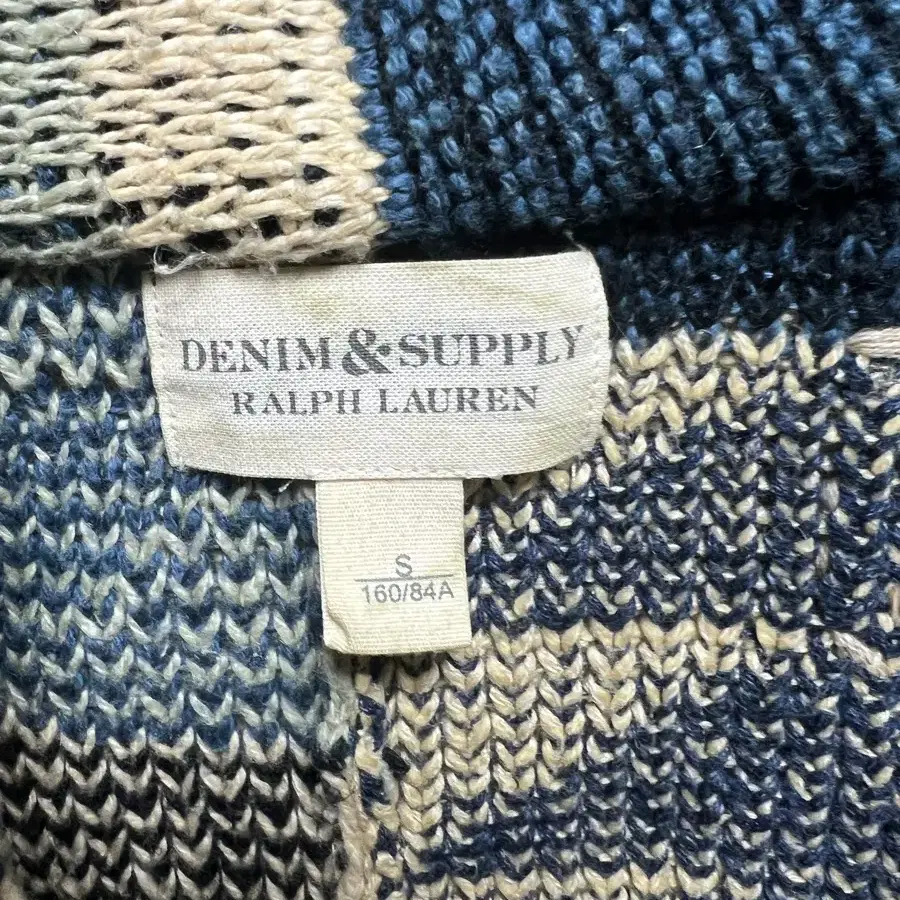 DENIM & SUPPLY
RALPH LAUREN
S
160/84A